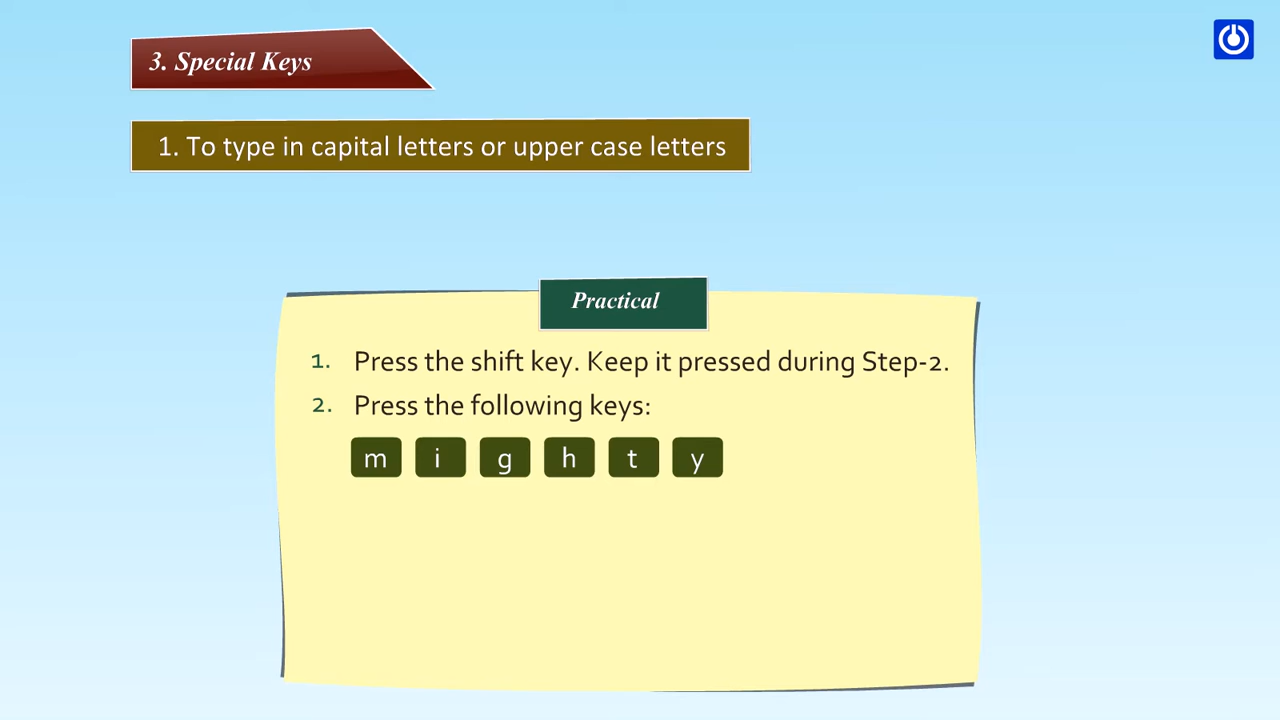 3. Special Keys
1. To type in capital letters or upper case letters
Practical
1. Press the shift key. Keep it pressed during Step-2.
2. Press the following keys:
m i g h t y